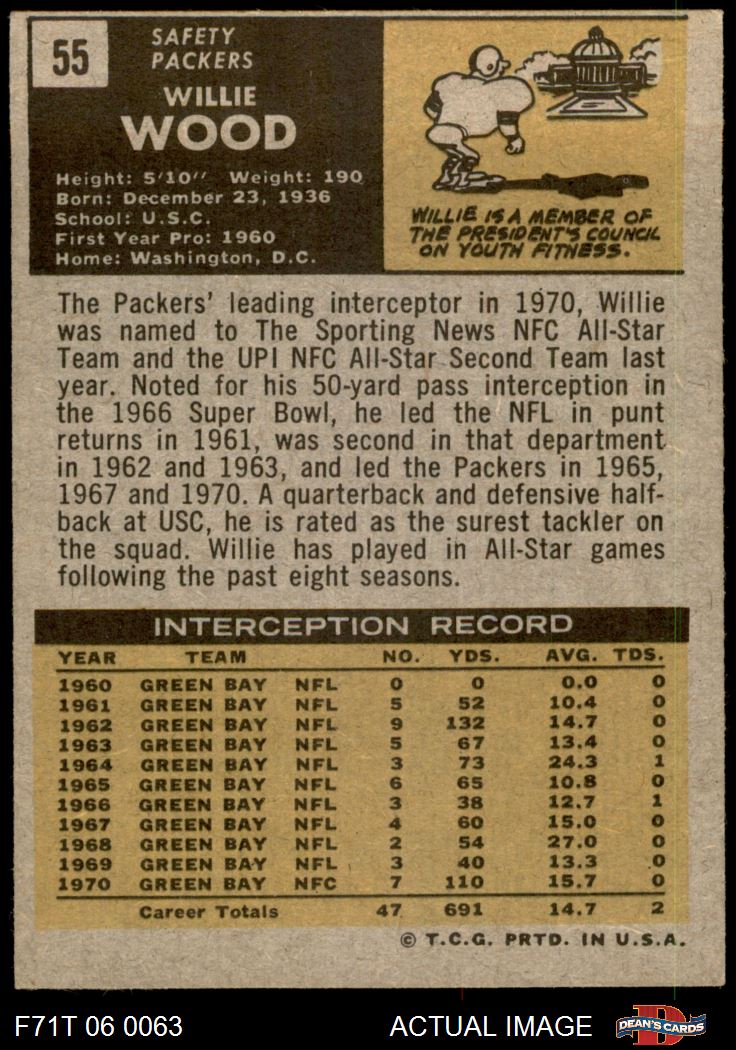 55
SAFETY
PACKERS
WILLIE
WOOD
Height: 5'10" Weight: 190
Born: December 23, 1936
School: U.S.C.
First Year Pro: 1960
Home: Washington, D.C.
WILLIE IS A MEMBER OF
THE PRESIDENT'S COUNCIL
ON YOUTH FITNESS.
The Packers' leading interceptor in 1970, Willie
was named to The Sporting News NFC All-Star
Team and the UPI NFC All-Star Second Team last
year. Noted for his 50-yard pass interception in
the 1966 Super Bowl, he led the NFL in punt
returns in 1961, was second in that department
in 1962 and 1963, and led the Packers in 1965,
1967 and 1970. A quarterback and defensive half-
back at USC, he is rated as the surest tackler on
the squad. Willie has played in All-Star games
following the past eight seasons.
INTERCEPTION RECORD
YEAR TEAM NO. YDS. AVG. TDS.
1960 GREEN BAY NFL 0 0 0.0 0
1961 GREEN BAY NFL 5 52 10.4 0
1962 GREEN BAY NFL 9 132 14.7 0
1963 GREEN BAY NFL 5 67 13.4 0
1964 GREEN BAY NFL 3 73 24.3 1
1965 GREEN BAY NFL 6 65 10.8 0
1966 GREEN BAY NFL 3 38 12.7 1
1967 GREEN BAY NFL 4 60 15.0 0
1968 GREEN BAY NFL 2 54 27.0 0
1969 GREEN BAY NFL 3 40 13.3 0
1970 GREEN BAY NFC 7 110 15.7 0
Career Totals 47 691 14.7 2
© T.C.G. PRTD. IN U.S.A.
F71T 06 0063 ACTUAL IMAGE
D
DEAN'S CARDS